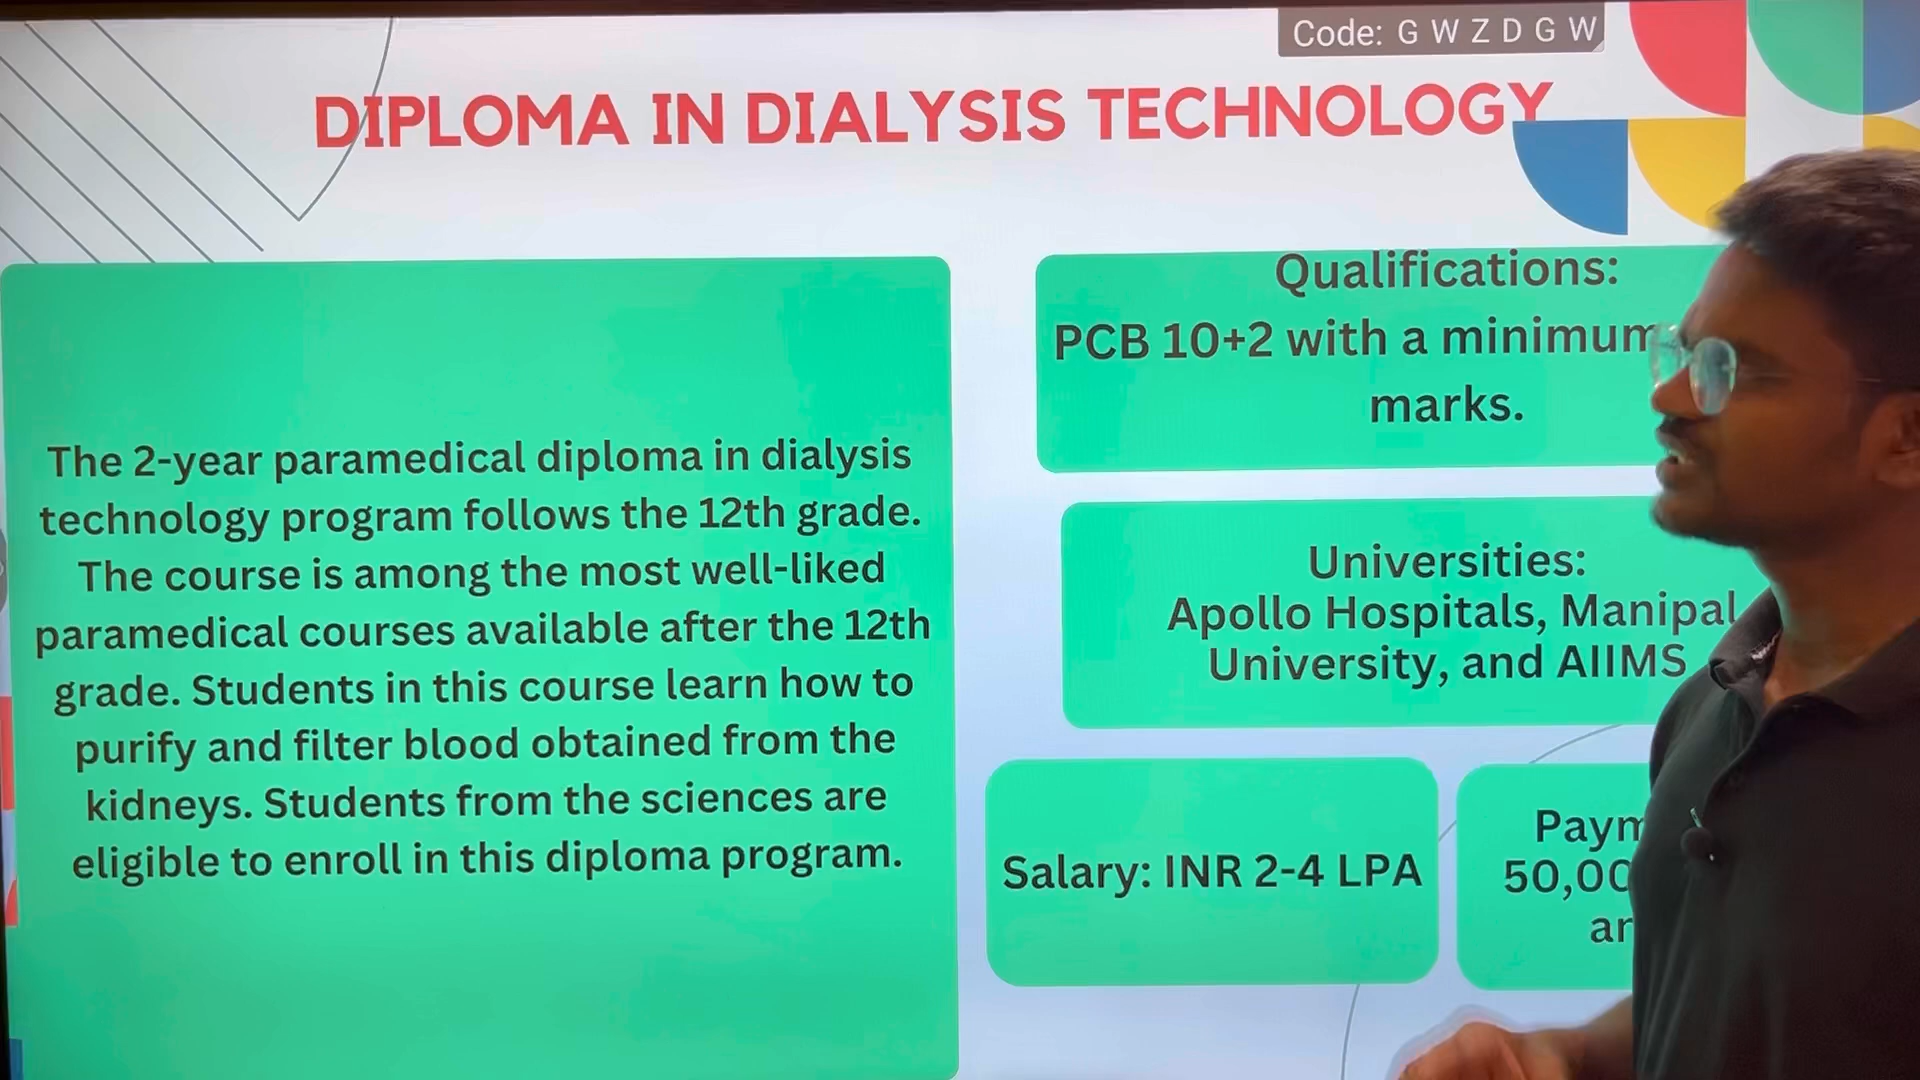 Code: G W Z D G W
DIPLOMA IN DIALYSIS TECHNOLOGY
The 2-year paramedical diploma in dialysis
technology program follows the 12th grade.
The course is among the most well-liked
paramedical courses available after the 12th
grade. Students in this course learn how to
purify and filter blood obtained from the
kidneys. Students from the sciences are
eligible to enroll in this diploma program.
Qualifications:
PCB 10+2 with a minimum
marks.
Universities:
Apollo Hospitals, Manipal
University, and AIIMS
Salary: INR 2-4 LPA